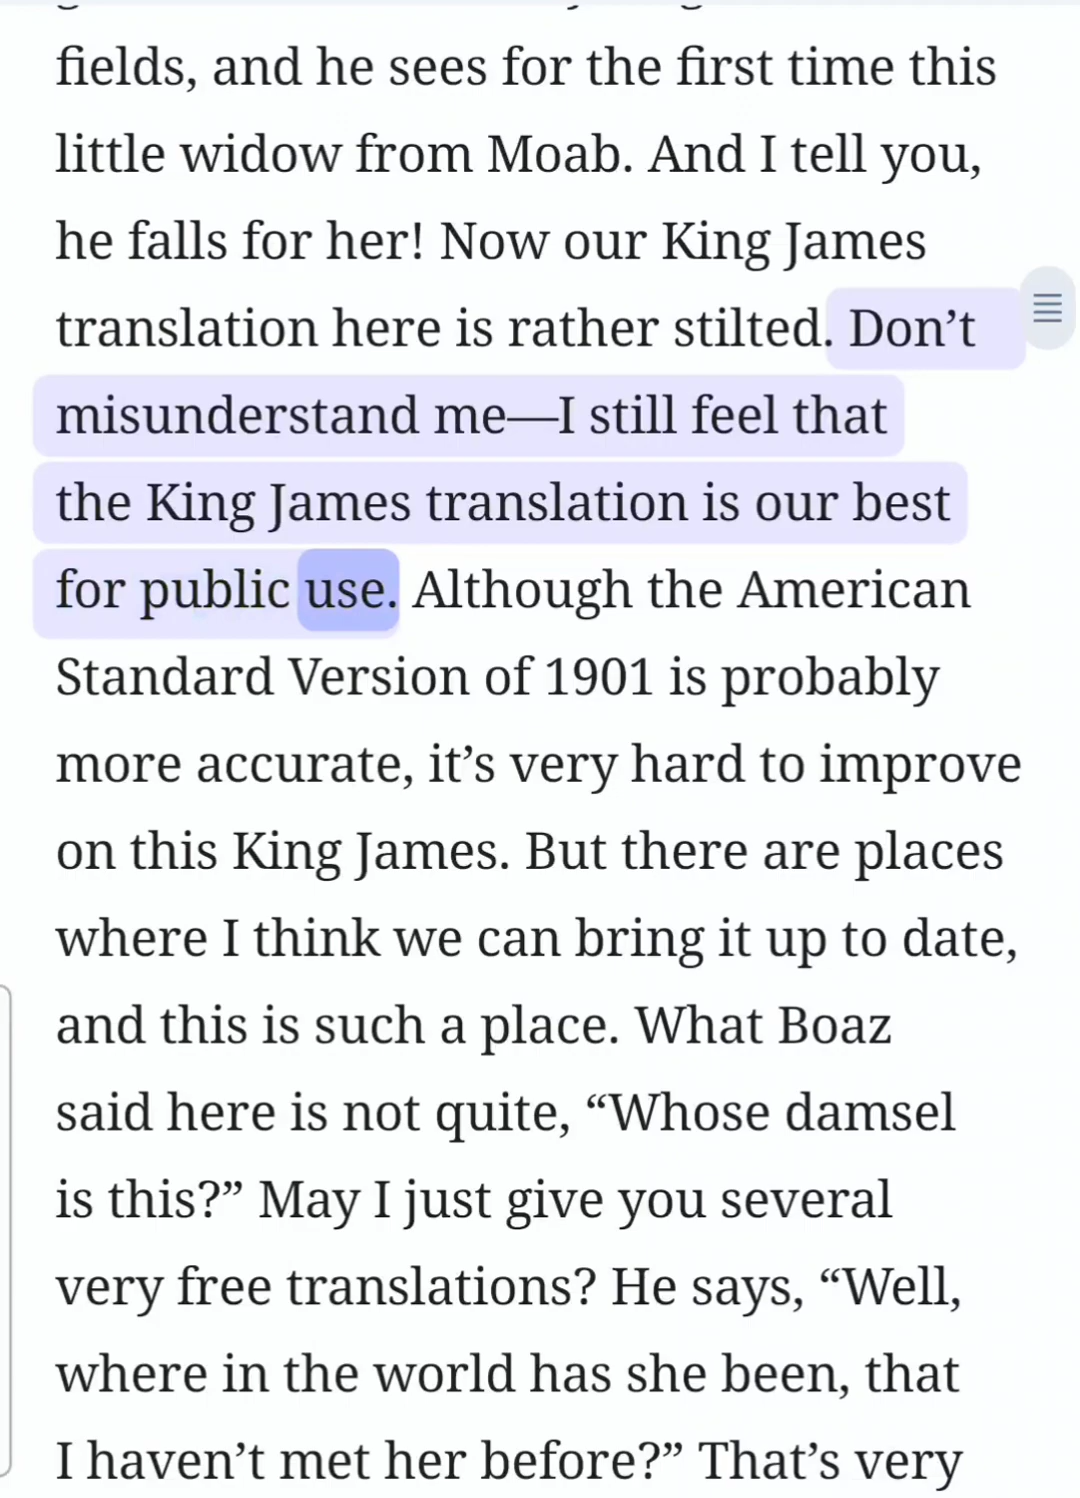 fields, and he sees for the first time this
little widow from Moab. And I tell you,
he falls for her! Now our King James
translation here is rather stilted. Don’t
misunderstand me—I still feel that
the King James translation is our best
for public use. Although the American
Standard Version of 1901 is probably
more accurate, it’s very hard to improve
on this King James. But there are places
where I think we can bring it up to date,
and this is such a place. What Boaz
said here is not quite, “Whose damsel
is this?” May I just give you several
very free translations? He says, “Well,
where in the world has she been, that
I haven’t met her before?” That’s very